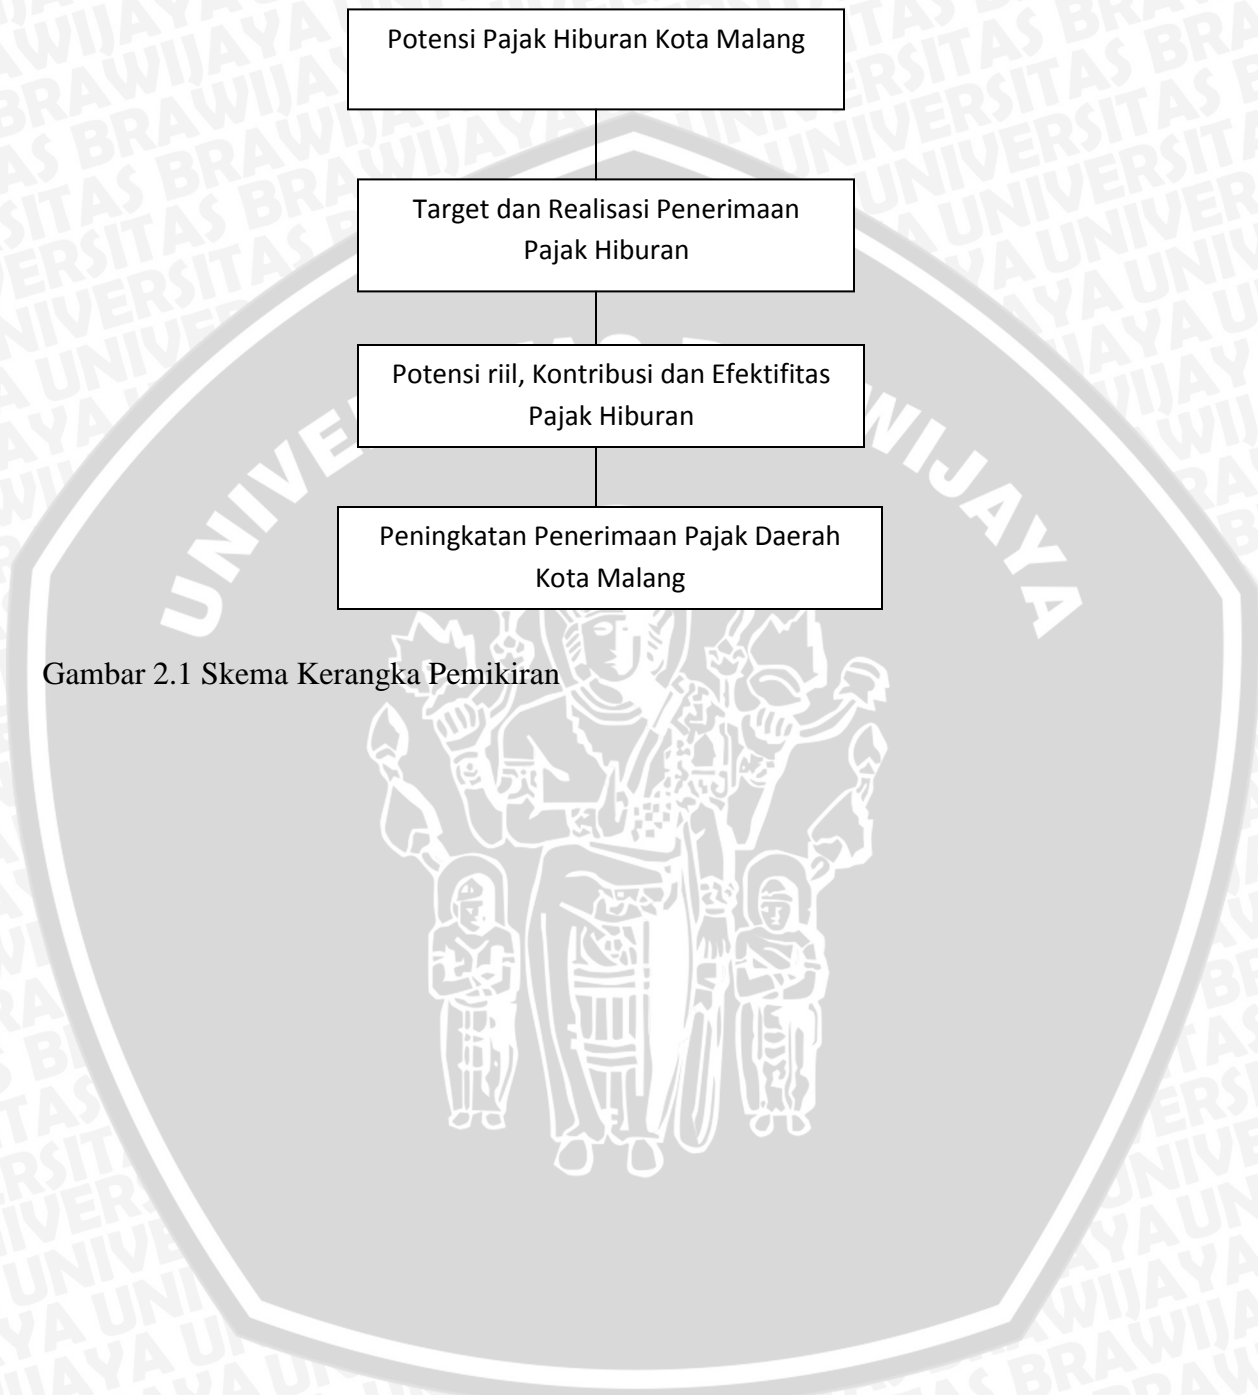 Potensi Pajak Hiburan Kota Malang
Target dan Realisasi Penerimaan
Pajak Hiburan
Potensi riil, Kontribusi dan Efektifitas
Pajak Hiburan
Peningkatan Penerimaan Pajak Daerah
Kota Malang
Gambar 2.1 Skema Kerangka Pemikiran